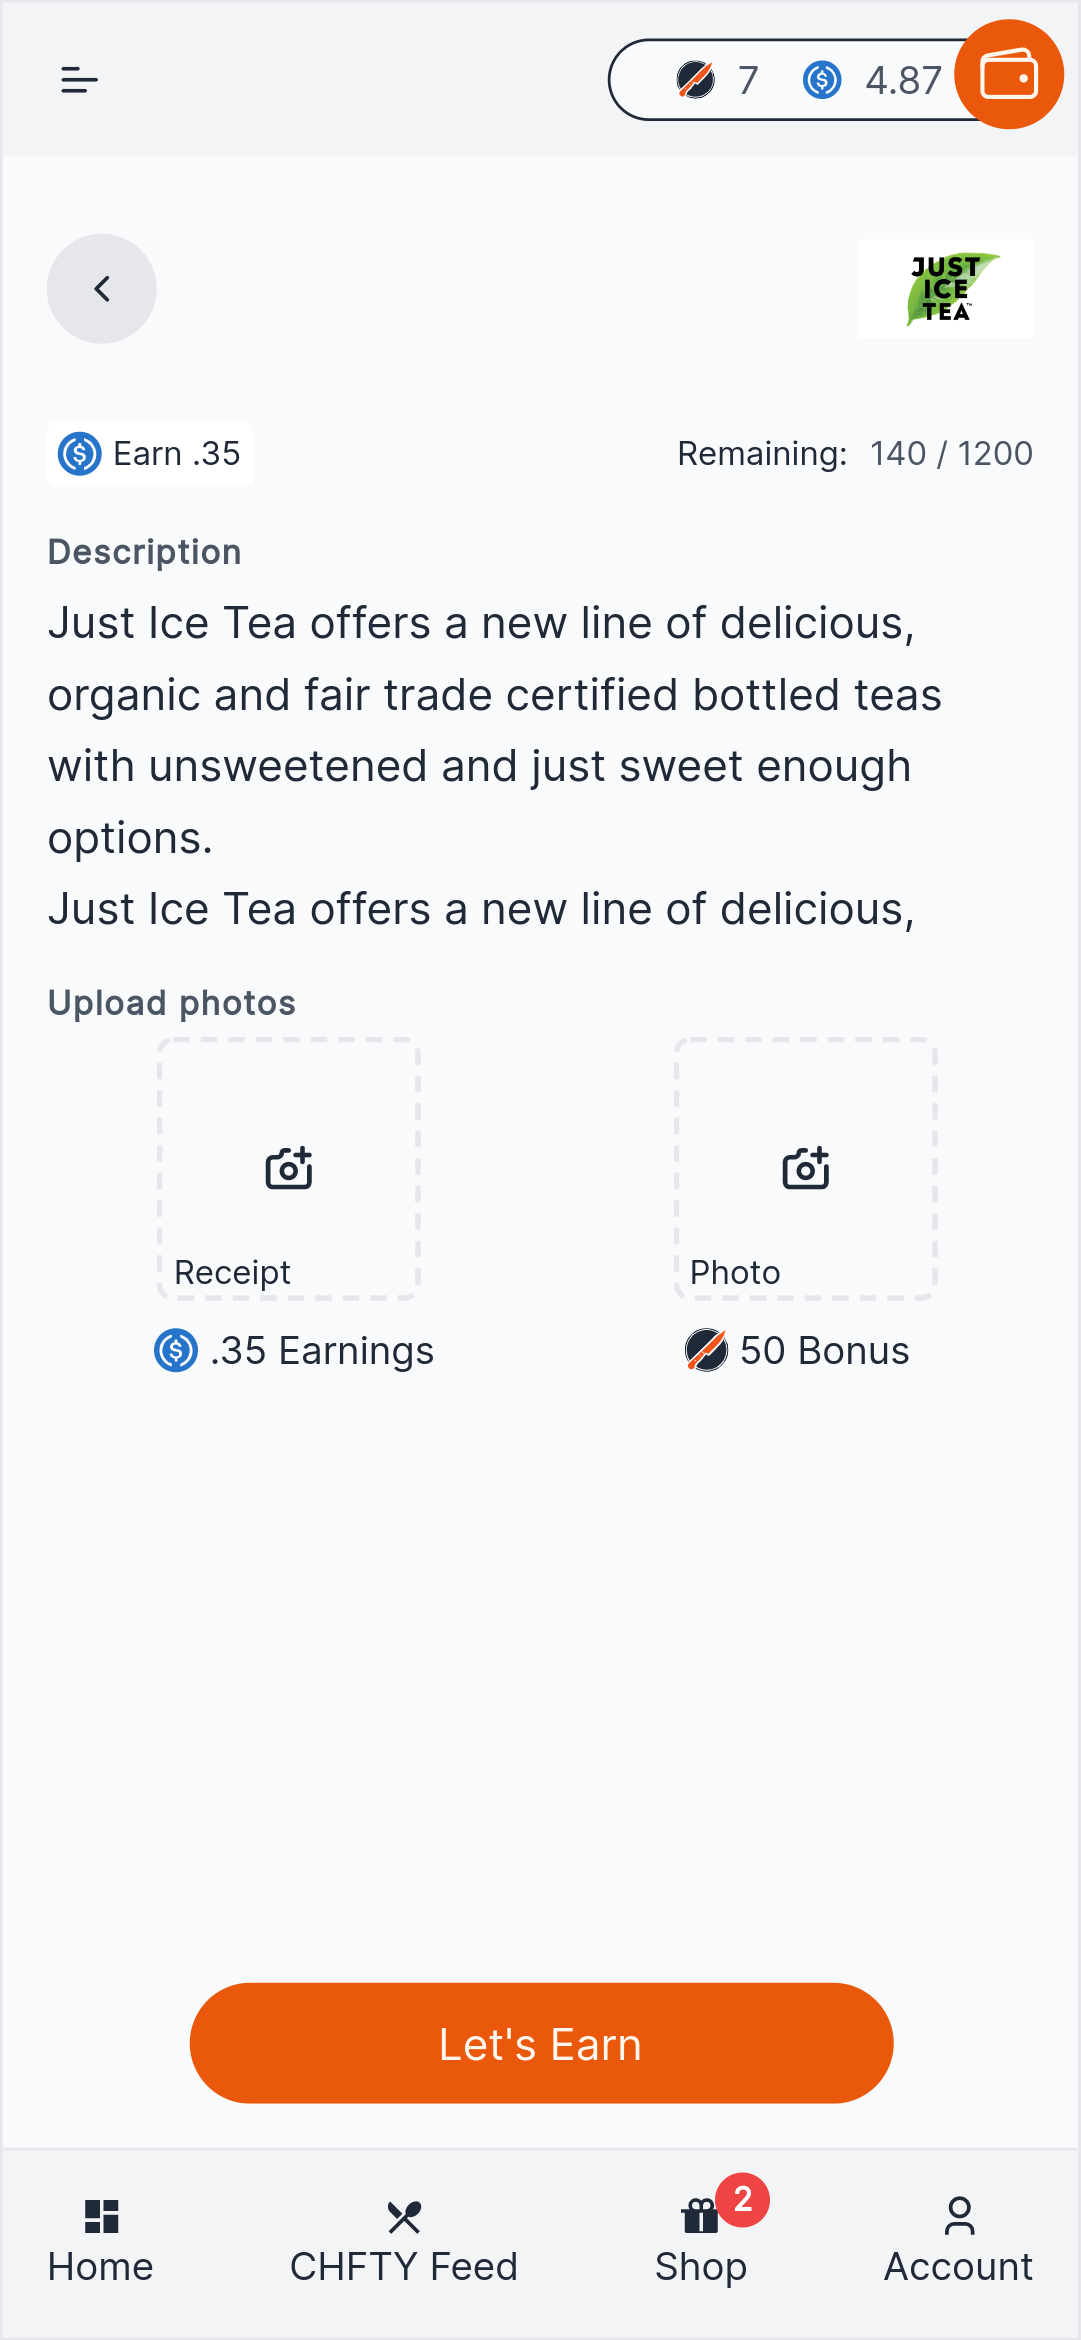 7 4.87
JUST
ICE
TEA™
Earn .35
Remaining: 140 / 1200
Description
Just Ice Tea offers a new line of delicious,
organic and fair trade certified bottled teas
with unsweetened and just sweet enough
options.
Just Ice Tea offers a new line of delicious,
Upload photos
Receipt
Photo
.35 Earnings
50 Bonus
Let's Earn
2
Home
CHFTY Feed
Shop
Account